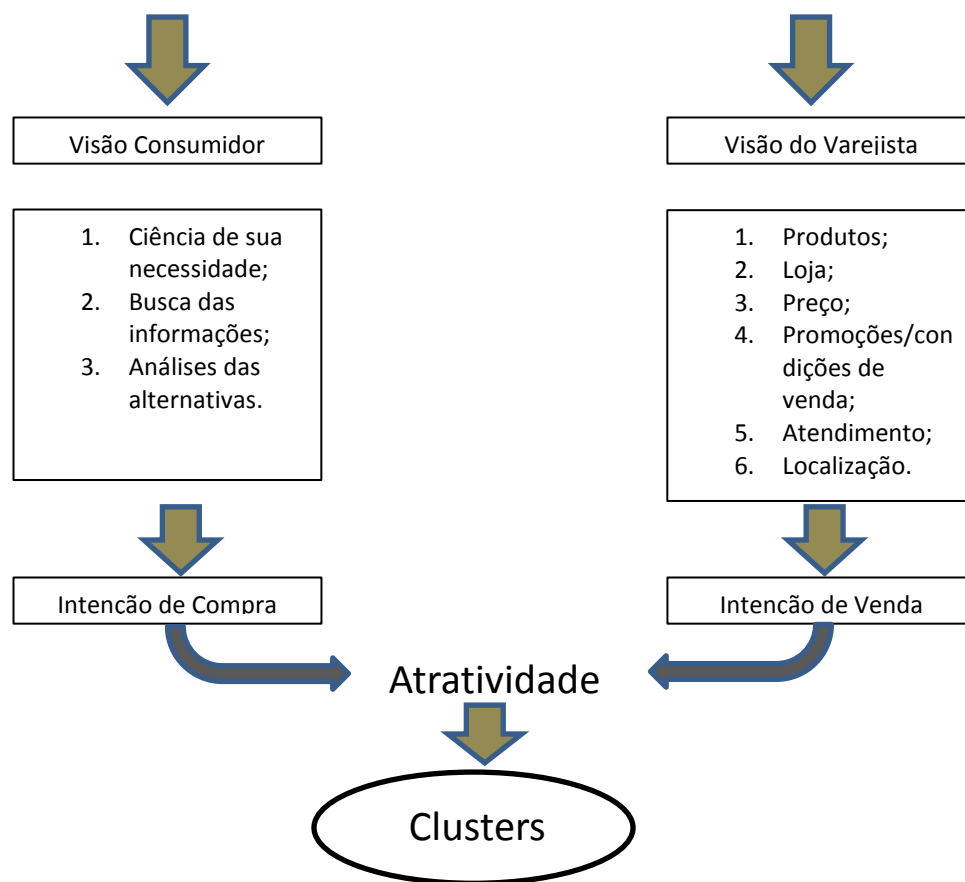 Visão Consumidor
Visão do Varejista
1. Ciência de sua
necessidade;
2. Busca das
informações;
3. Análises das
alternativas.
1. Produtos;
2. Loja;
3. Preço;
4. Promoções/con
dições de
venda;
5. Atendimento;
6. Localização.
Intenção de Compra
Intenção de Venda
Atratividade
Clusters